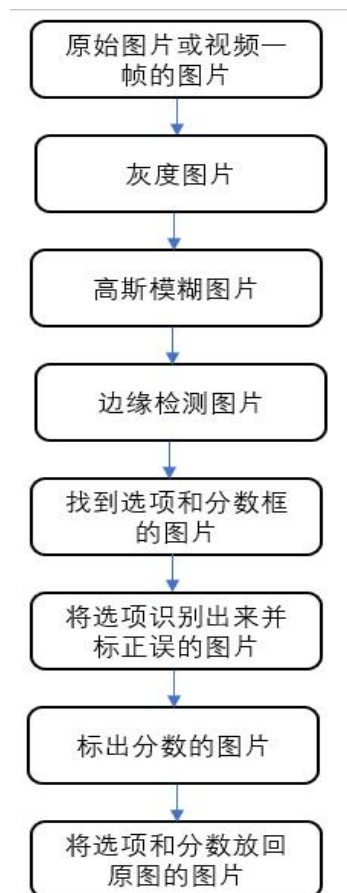 原始图片或视频一
帧的图片
灰度图片
高斯模糊图片
边缘检测图片
找到选项和分数框
的图片
将选项识别出来并
标正误的图片
标出分数的图片
将选项和分数放回
原图的图片